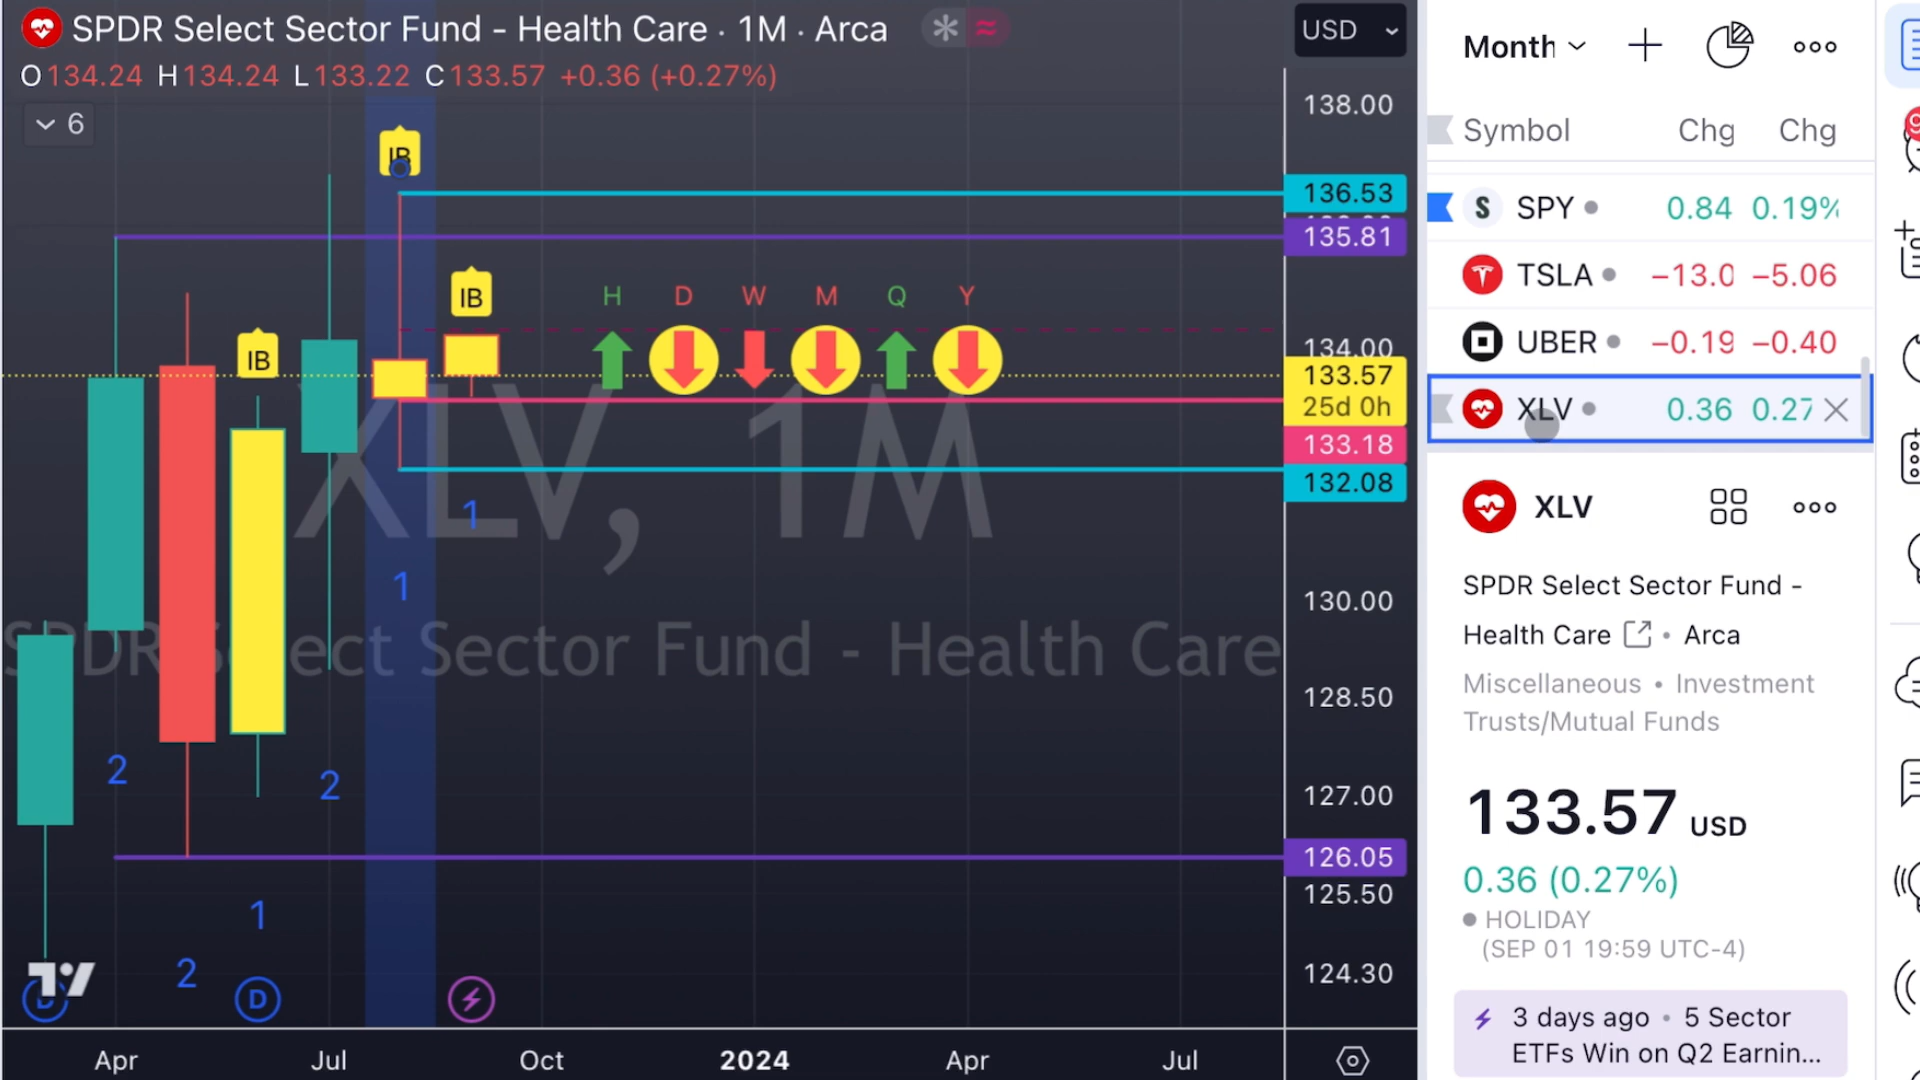 SPDR Select Sector Fund - Health Care · 1M · Arca
O134.24 H134.24 L133.22 C133.57 +0.36 (+0.27%)
6
USD
138.00
136.53
135.81
134.00
133.57
25d 0h
133.18
132.08
130.00
128.50
127.00
126.05
125.50
124.30
IB
IB
IB
H D W M Q Y
XLV, 1M
SPDR Select Sector Fund - Health Care
1
1
2
2
1
2
D
D
Apr Jul Oct 2024 Apr Jul
Month
Symbol Chg Chg
SPY 0.84 0.19%
TSLA −13.0 −5.06
UBER −0.19 −0.40
XLV 0.36 0.27
XLV
SPDR Select Sector Fund -
Health Care • Arca
Miscellaneous • Investment
Trusts/Mutual Funds
133.57 USD
0.36 (0.27%)
HOLIDAY
(SEP 01 19:59 UTC-4)
3 days ago • 5 Sector
ETFs Win on Q2 Earnin...